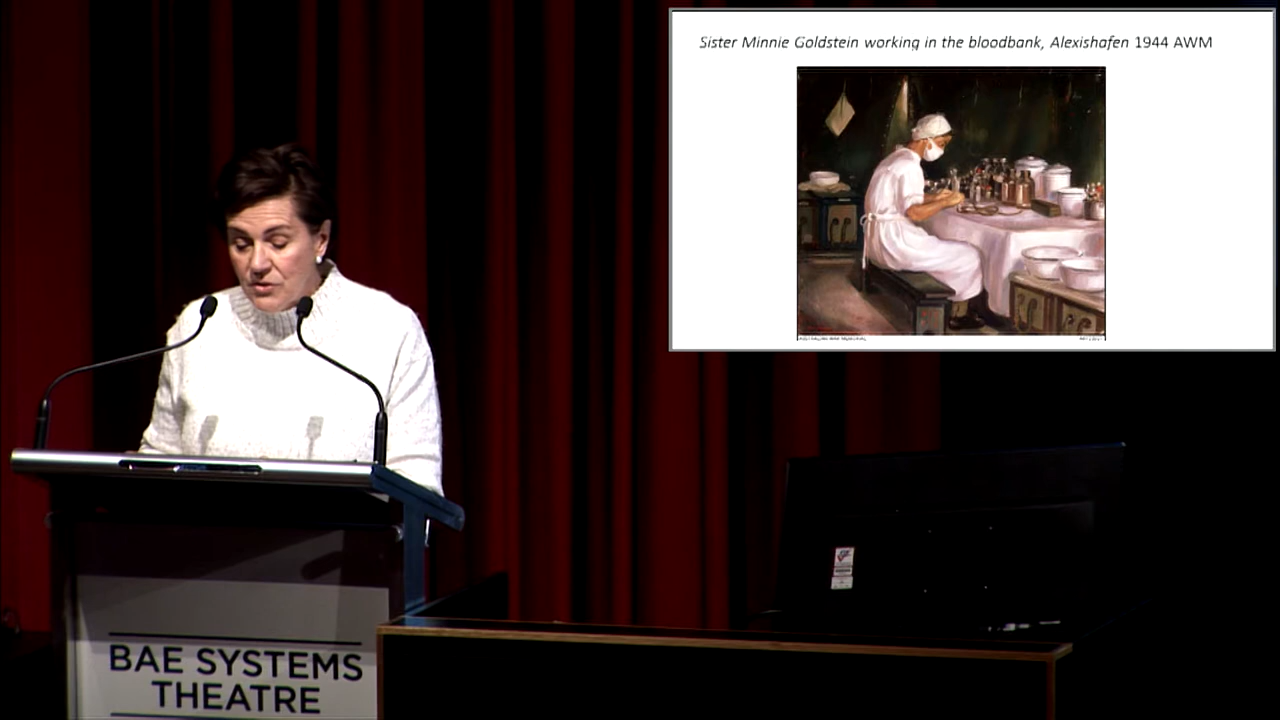 Sister Minnie Goldstein working in the bloodbank, Alexishafen 1944 AWM
BAE SYSTEMS
THEATRE